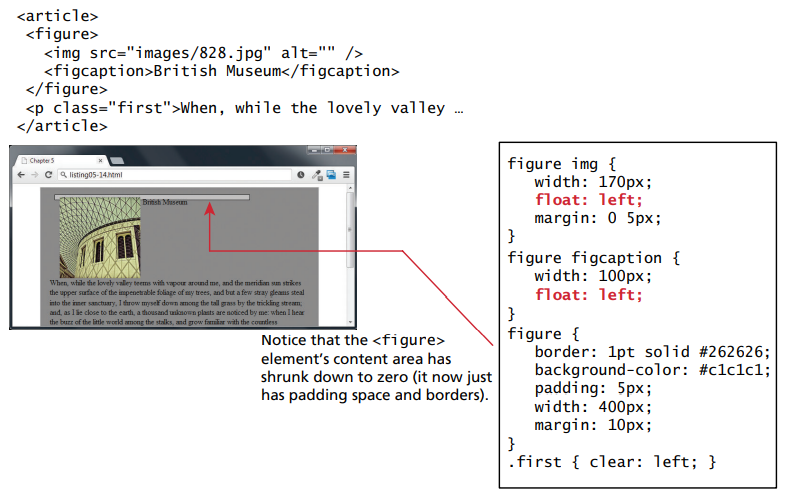 <article>
<figure>
<img src="images/828.jpg" alt="" />
<figcaption>British Museum</figcaption>
</figure>
<p class="first">When, while the lovely valley …
</article>
Chapter 5
listing05-14.html
British Museum
When, while the lovely valley teems with vapour around me, and the meridian sun strikes
the upper surface of the impenetrable foliage of my trees, and but a few stray gleams steal
into the inner sanctuary, I throw myself down among the tall grass by the trickling stream;
and, as I lie close to the earth, a thousand unknown plants are noticed by me: when I hear
the buzz of the little world among the stalks, and grow familiar with the countless
Notice that the <figure>
element's content area has
shrunk down to zero (it now just
has padding space and borders).
figure img {
width: 170px;
float: left;
margin: 0 5px;
}
figure figcaption {
width: 100px;
float: left;
}
figure {
border: 1pt solid #262626;
background-color: #c1c1c1;
padding: 5px;
width: 400px;
margin: 10px;
}
.first { clear: left; }